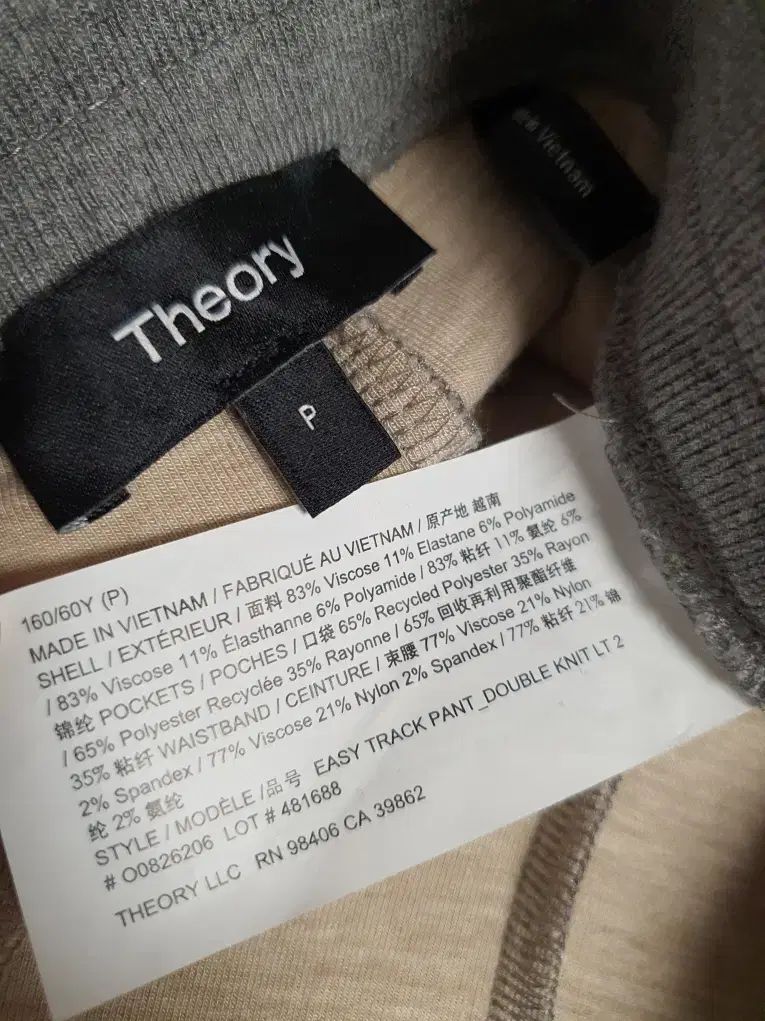 Vietnam
Theory
P
160/60Y (P)
MADE IN VIETNAM / FABRIQUÉ AU VIETNAM / 原产地 越南
SHELL / EXTÉRIEUR / 面料 83% Viscose 11% Elastane 6% Polyamide
/ 83% Viscose 11% Élasthanne 6% Polyamide / 83% 粘纤 11% 氨纶 6%
锦纶 POCKETS / POCHES / 口袋 65% Recycled Polyester 35% Rayon
/ 65% Polyester Recyclée 35% Rayonne / 65% 回收再利用聚酯纤维
35% 粘纤 WAISTBAND / CEINTURE / 束腰 77% Viscose 21% Nylon
2% Spandex / 77% Viscose 21% Nylon 2% Spandex / 77% 粘纤 21% 锦
纶 2% 氨纶
STYLE / MODÈLE /品号 EASY TRACK PANT_DOUBLE KNIT LT 2
# O0826206 LOT # 481688
THEORY LLC RN 98406 CA 39862